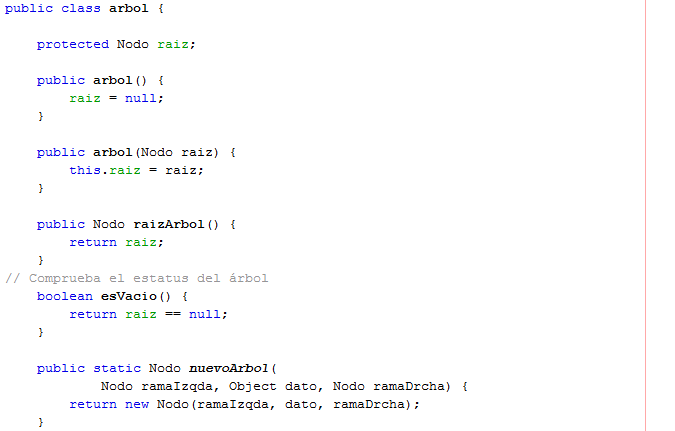 public class arbol {
protected Nodo raiz;
public arbol() {
raiz = null;
}
public arbol(Nodo raiz) {
this.raiz = raiz;
}
public Nodo raizArbol() {
return raiz;
}
// Comprueba el estatus del árbol
boolean esVacio() {
return raiz == null;
}
public static Nodo nuevoArbol(
Nodo ramaIzqda, Object dato, Nodo ramaDrcha) {
return new Nodo(ramaIzqda, dato, ramaDrcha);
}